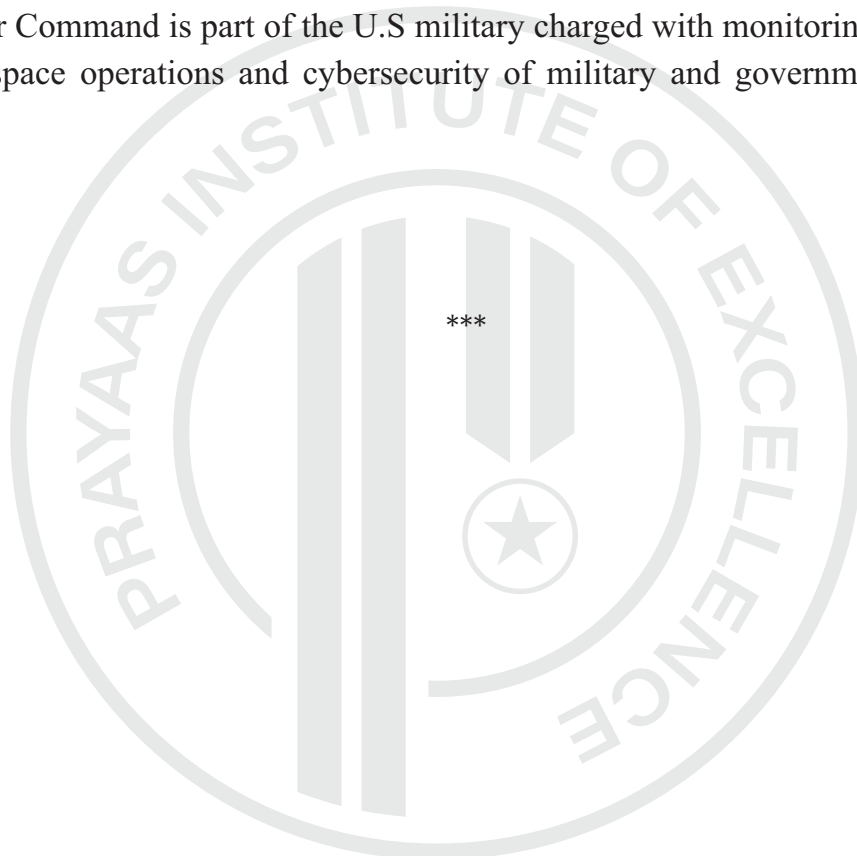 r Command is part of the U.S military charged with monitorin
space operations and cybersecurity of military and governm
***
PRAYAAS INSTITUTE OF EXCELLENCE